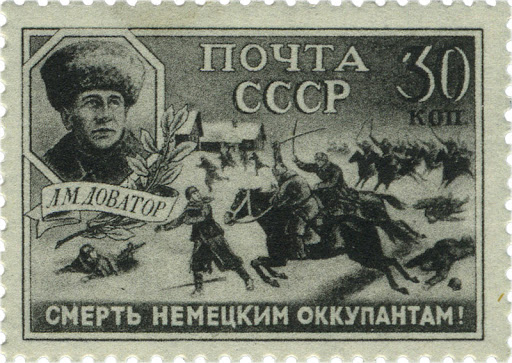 ПОЧТА
СССР
30
КОП.
Л.М.ДОВАТОР
СМЕРТЬ НЕМЕЦКИМ ОККУПАНТАМ!